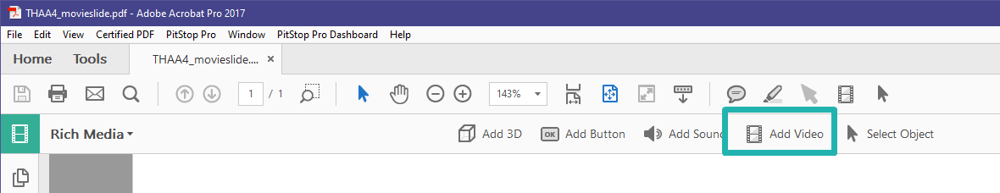 THAA4_movieslide.pdf - Adobe Acrobat Pro 2017
File Edit View Certified PDF PitStop Pro Window PitStop Pro Dashboard Help
Home Tools THAA4_movieslide.... ×
1 / 1 143%
Rich Media Add 3D OK Add Button Add Sound Add Video Select Object